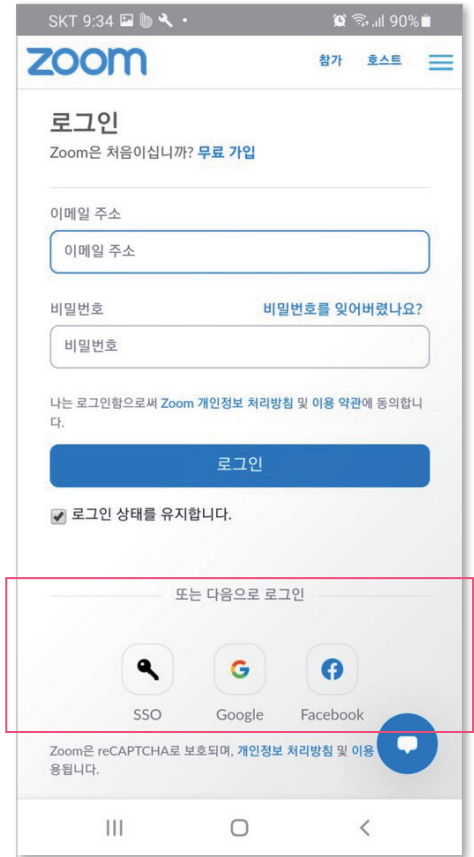 SKT 9:34 90%
zoom 참가 호스트
로그인
Zoom은 처음이십니까? 무료 가입
이메일 주소
이메일 주소
비밀번호 비밀번호를 잊어버렸나요?
비밀번호
나는 로그인함으로써 Zoom 개인정보 처리방침 및 이용 약관에 동의합니
다.
로그인
로그인 상태를 유지합니다.
또는 다음으로 로그인
SSO Google Facebook
Zoom은 reCAPTCHA로 보호되며, 개인정보 처리방침 및 이용
용됩니다.